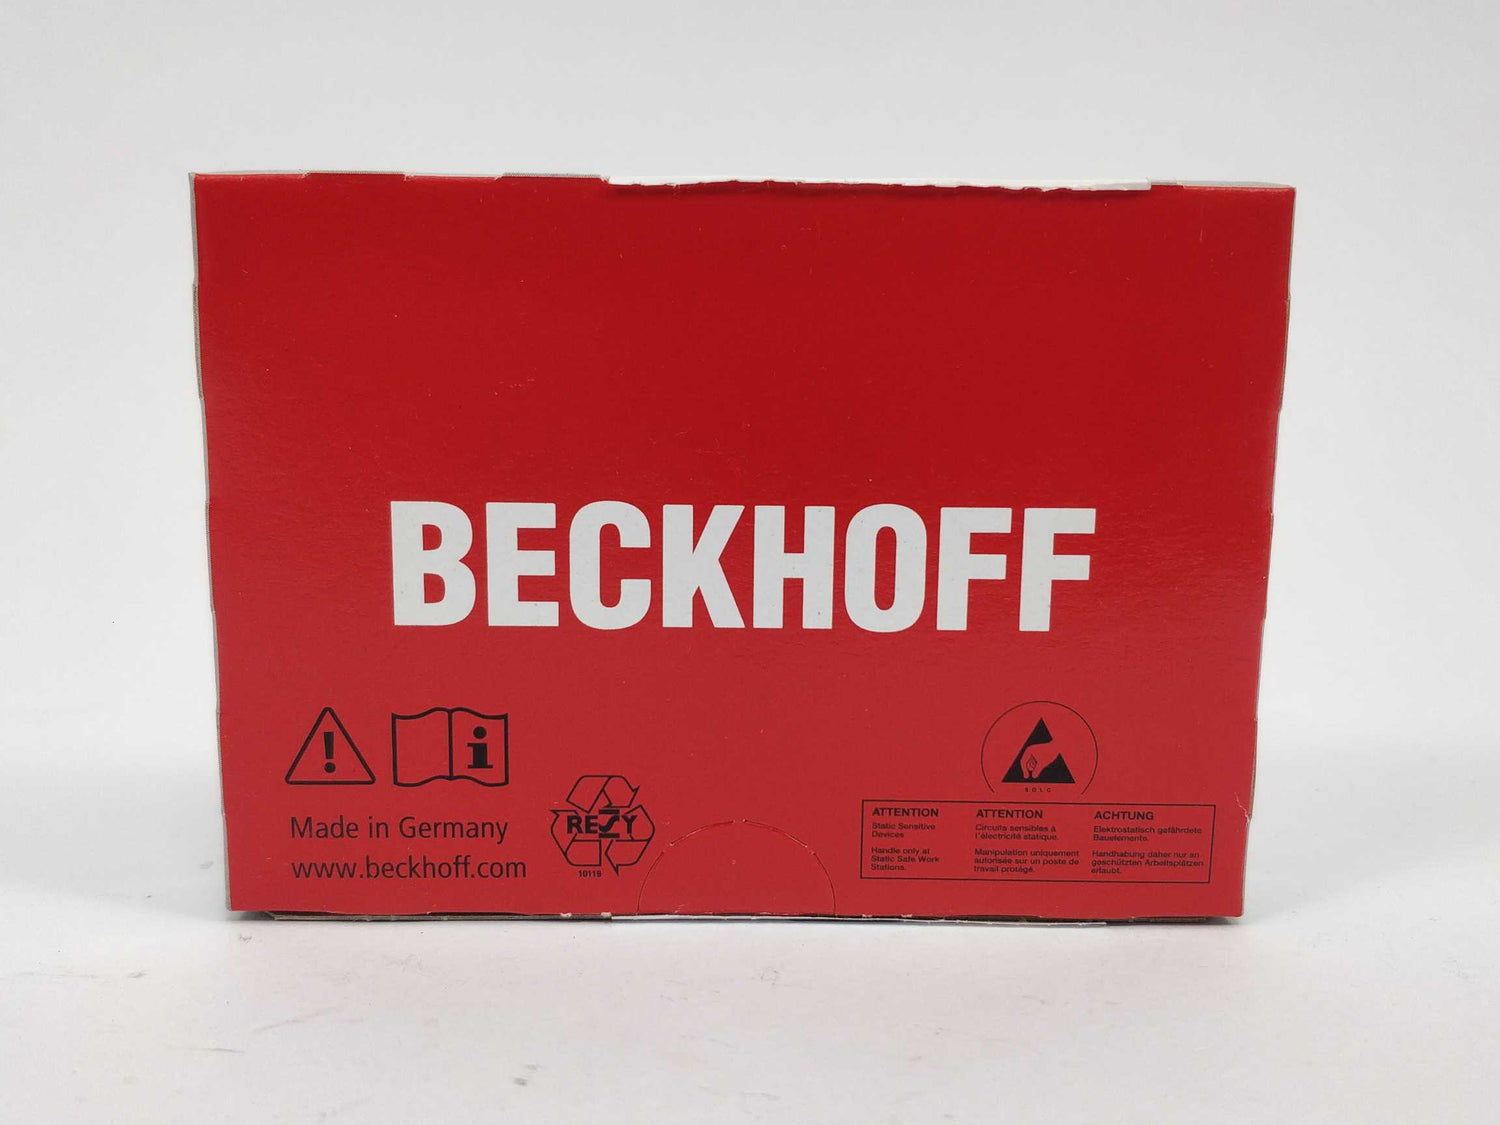 BECKHOFF
Made in Germany
www.beckhoff.com
RESY
10119
S.D.L.C
ATTENTION
Static Sensitive
Devices
Handle only at
Static Safe Work
Stations.
ATTENTION
Circuits sensibles à
l'électricité statique.
Manipulation uniquement
autorisée sur un poste de
travail protégé.
ACHTUNG
Elektrostatisch gefährdete
Bauelemente.
Handhabung daher nur an
geschützten Arbeitsplätzen
erlaubt.